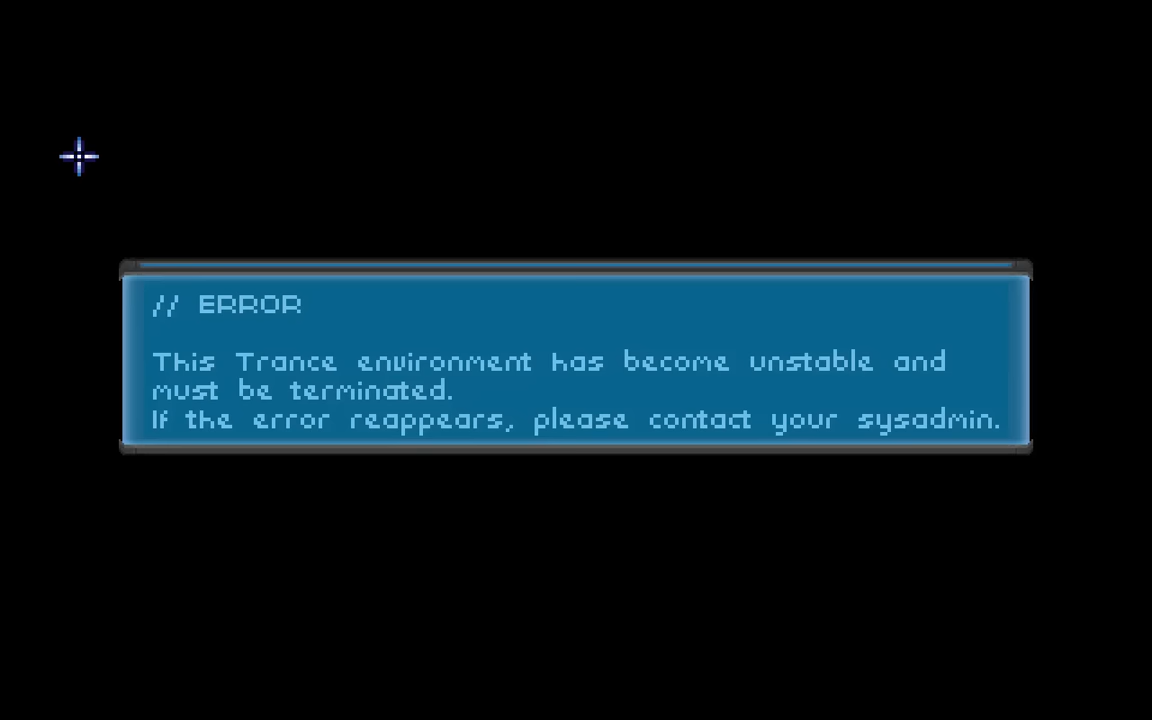 // ERROR
This Trance environment has become unstable and
must be terminated.
If the error reappears, please contact your sysadmin.